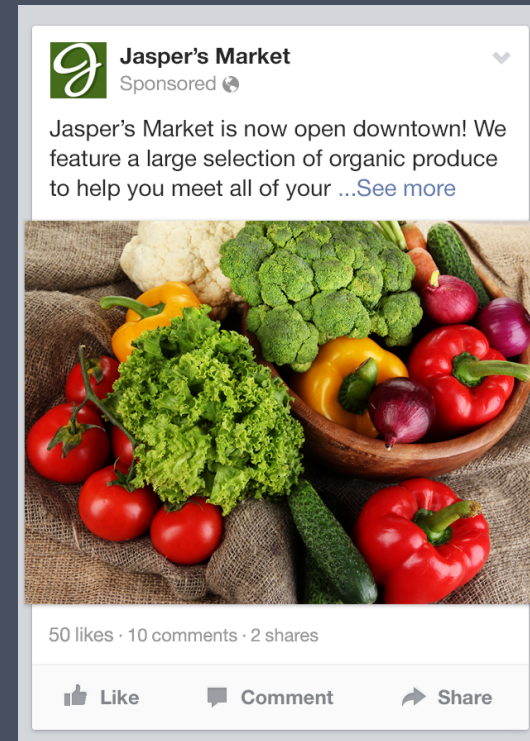 Jasper’s Market
Sponsored
Jasper’s Market is now open downtown! We
feature a large selection of organic produce
to help you meet all of your ...See more
50 likes · 10 comments · 2 shares
Like Comment Share